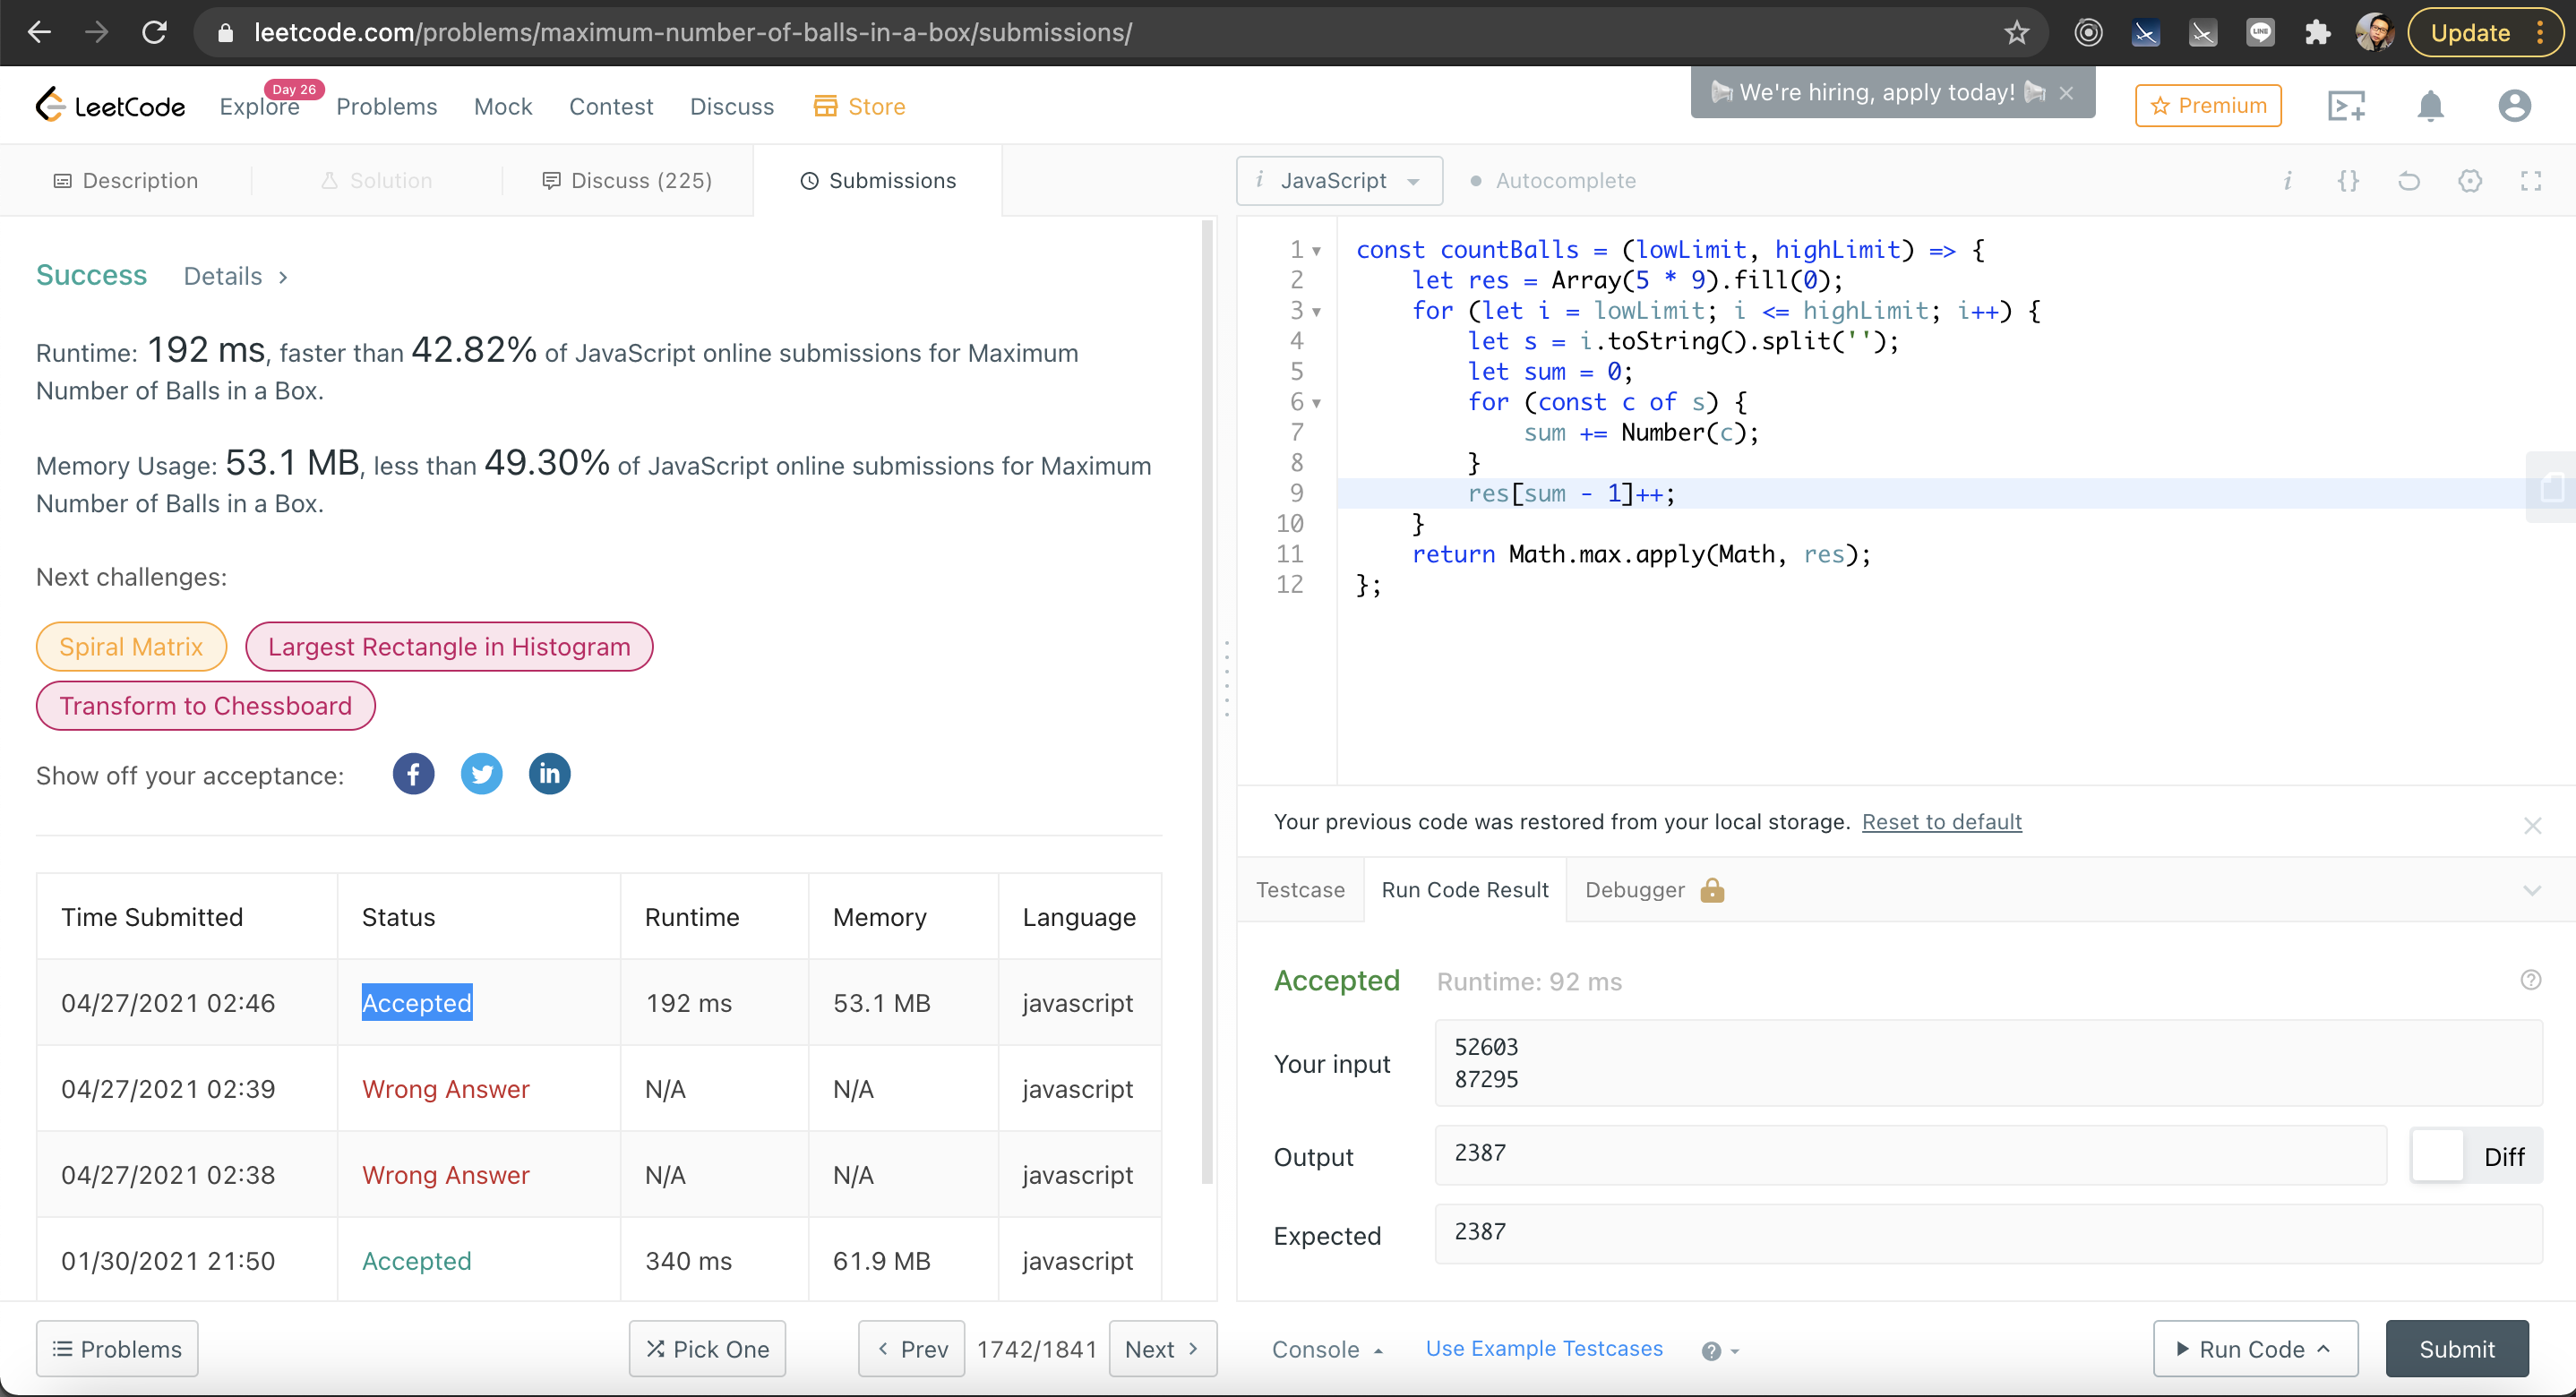 leetcode.com/problems/maximum-number-of-balls-in-a-box/submissions/
Update
LeetCode
Explore
Day 26
Problems
Mock
Contest
Discuss
Store
We're hiring, apply today!
Premium
Description
Solution
Discuss (225)
Submissions
Success
Details
Runtime: 192 ms, faster than 42.82% of JavaScript online submissions for Maximum
Number of Balls in a Box.
Memory Usage: 53.1 MB, less than 49.30% of JavaScript online submissions for Maximum
Number of Balls in a Box.
Next challenges:
Spiral Matrix
Largest Rectangle in Histogram
Transform to Chessboard
Show off your acceptance:
Time Submitted Status Runtime Memory Language
04/27/2021 02:46 Accepted 192 ms 53.1 MB javascript
04/27/2021 02:39 Wrong Answer N/A N/A javascript
04/27/2021 02:38 Wrong Answer N/A N/A javascript
01/30/2021 21:50 Accepted 340 ms 61.9 MB javascript
Problems
Pick One
Prev
1742/1841
Next
i JavaScript
Autocomplete
1 const countBalls = (lowLimit, highLimit) => {
2     let res = Array(5 * 9).fill(0);
3     for (let i = lowLimit; i <= highLimit; i++) {
4         let s = i.toString().split('');
5         let sum = 0;
6         for (const c of s) {
7             sum += Number(c);
8         }
9         res[sum - 1]++;
10     }
11     return Math.max.apply(Math, res);
12 };
Your previous code was restored from your local storage. Reset to default
Testcase
Run Code Result
Debugger
Accepted
Runtime: 92 ms
Your input
52603
87295
Output
2387
Diff
Expected
2387
Console
Use Example Testcases
Run Code
Submit